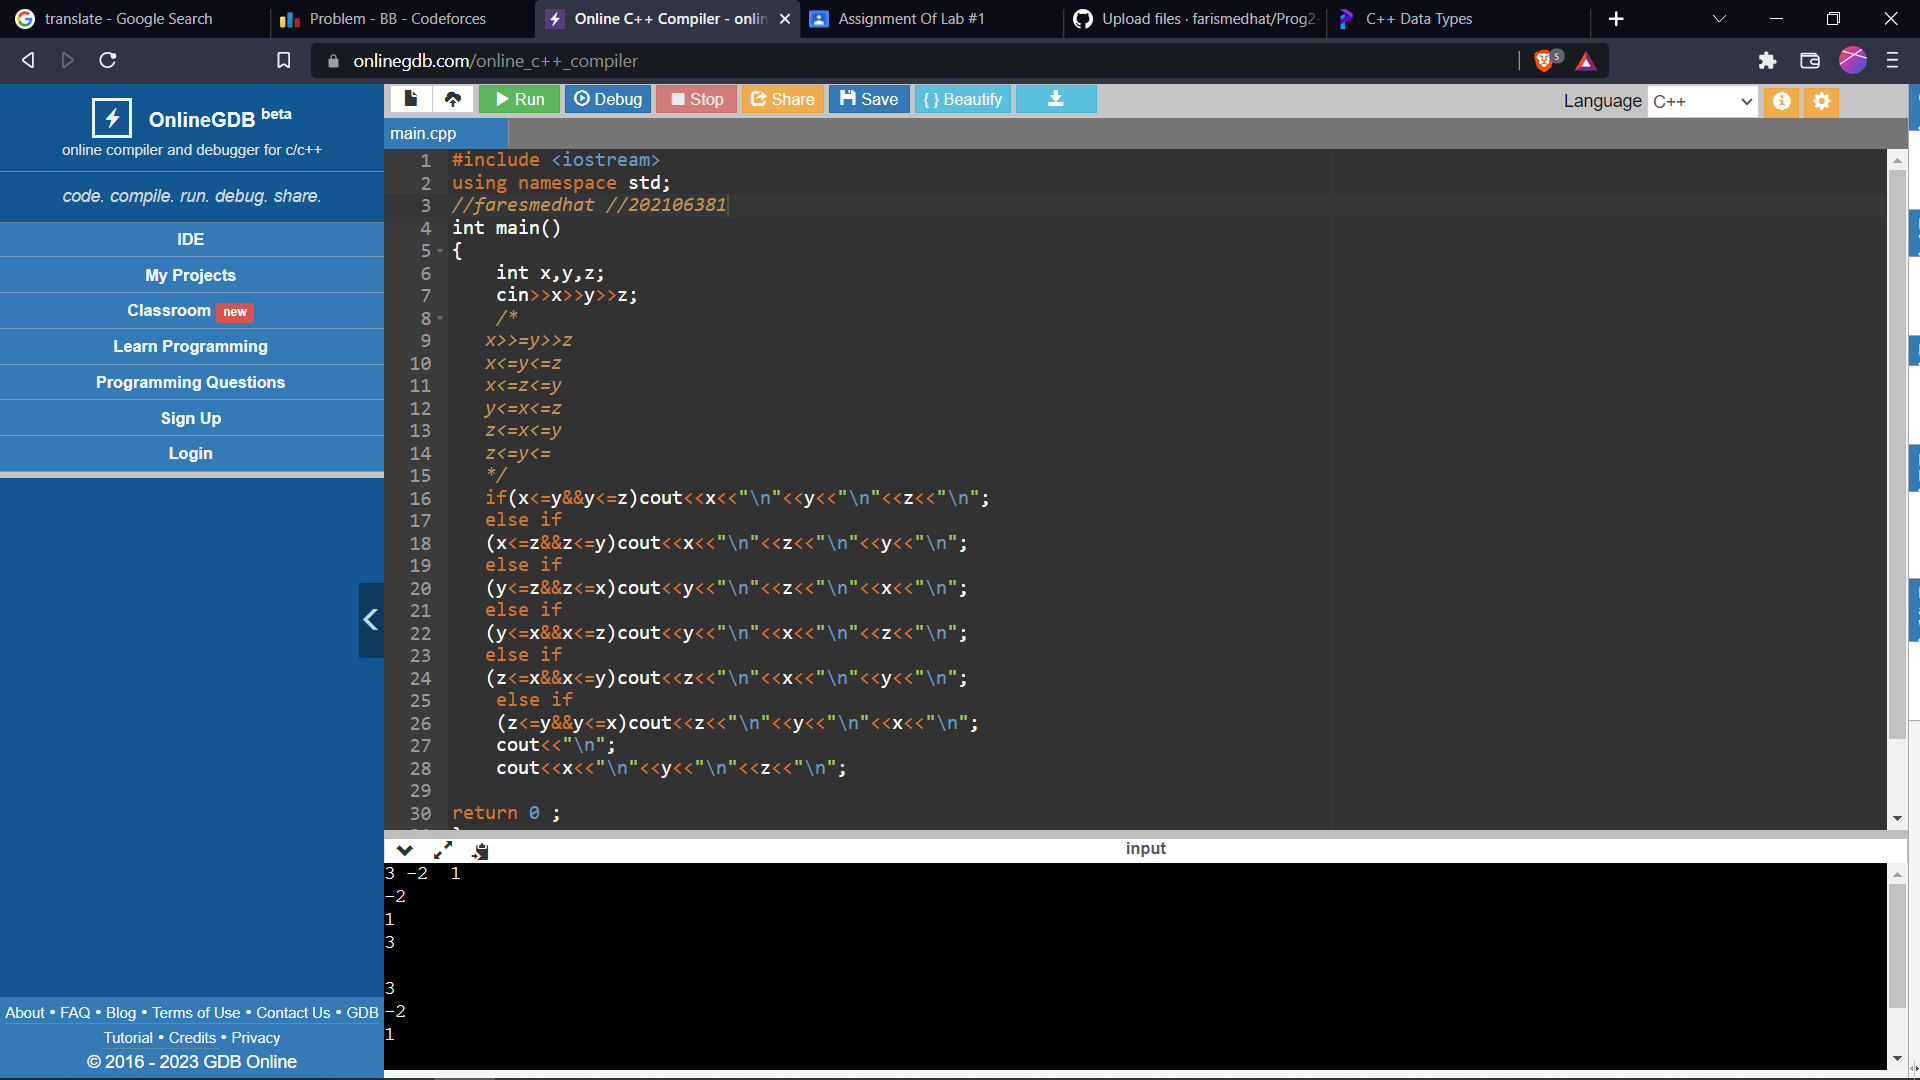 translate - Google Search
Problem - BB - Codeforces
Online C++ Compiler - onlin
Assignment Of Lab #1
Upload files · farismedhat/Prog2-
C++ Data Types
onlinegdb.com/online_c++_compiler
5
OnlineGDB beta
online compiler and debugger for c/c++
code. compile. run. debug. share.
IDE
My Projects
Classroom new
Learn Programming
Programming Questions
Sign Up
Login
About • FAQ • Blog • Terms of Use • Contact Us • GDB
Tutorial • Credits • Privacy
© 2016 - 2023 GDB Online
Run Debug Stop Share Save { } Beautify
Language C++
main.cpp
1 #include <iostream>
2 using namespace std;
3 //faresmedhat //202106381
4 int main()
5 {
6 int x,y,z;
7 cin>>x>>y>>z;
8 /*
9 x>>=y>>z
10 x<=y<=z
11 x<=z<=y
12 y<=x<=z
13 z<=x<=y
14 z<=y<=
15 */
16 if(x<=y&&y<=z)cout<<x<<"\n"<<y<<"\n"<<z<<"\n";
17 else if
18 (x<=z&&z<=y)cout<<x<<"\n"<<z<<"\n"<<y<<"\n";
19 else if
20 (y<=z&&z<=x)cout<<y<<"\n"<<z<<"\n"<<x<<"\n";
21 else if
22 (y<=x&&x<=z)cout<<y<<"\n"<<x<<"\n"<<z<<"\n";
23 else if
24 (z<=x&&x<=y)cout<<z<<"\n"<<x<<"\n"<<y<<"\n";
25 else if
26 (z<=y&&y<=x)cout<<z<<"\n"<<y<<"\n"<<x<<"\n";
27 cout<<"\n";
28 cout<<x<<"\n"<<y<<"\n"<<z<<"\n";
29
30 return 0 ;
input
3 -2  1
-2
1
3
3
-2
1